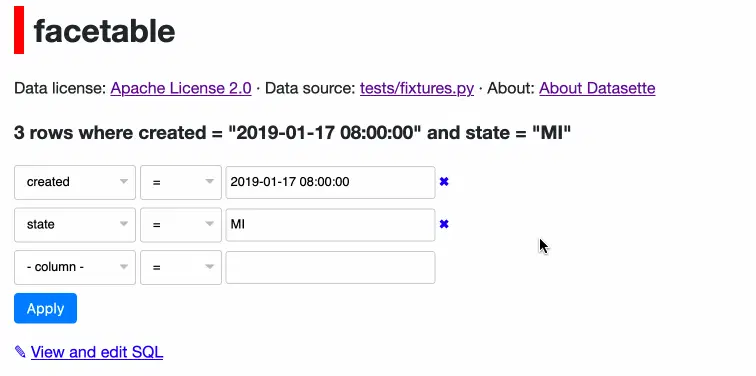 facetable
Data license: Apache License 2.0 · Data source: tests/fixtures.py · About: About Datasette
3 rows where created = "2019-01-17 08:00:00" and state = "MI"
created = 2019-01-17 08:00:00 ✖
state = MI ✖
- column - =
Apply
✎ View and edit SQL